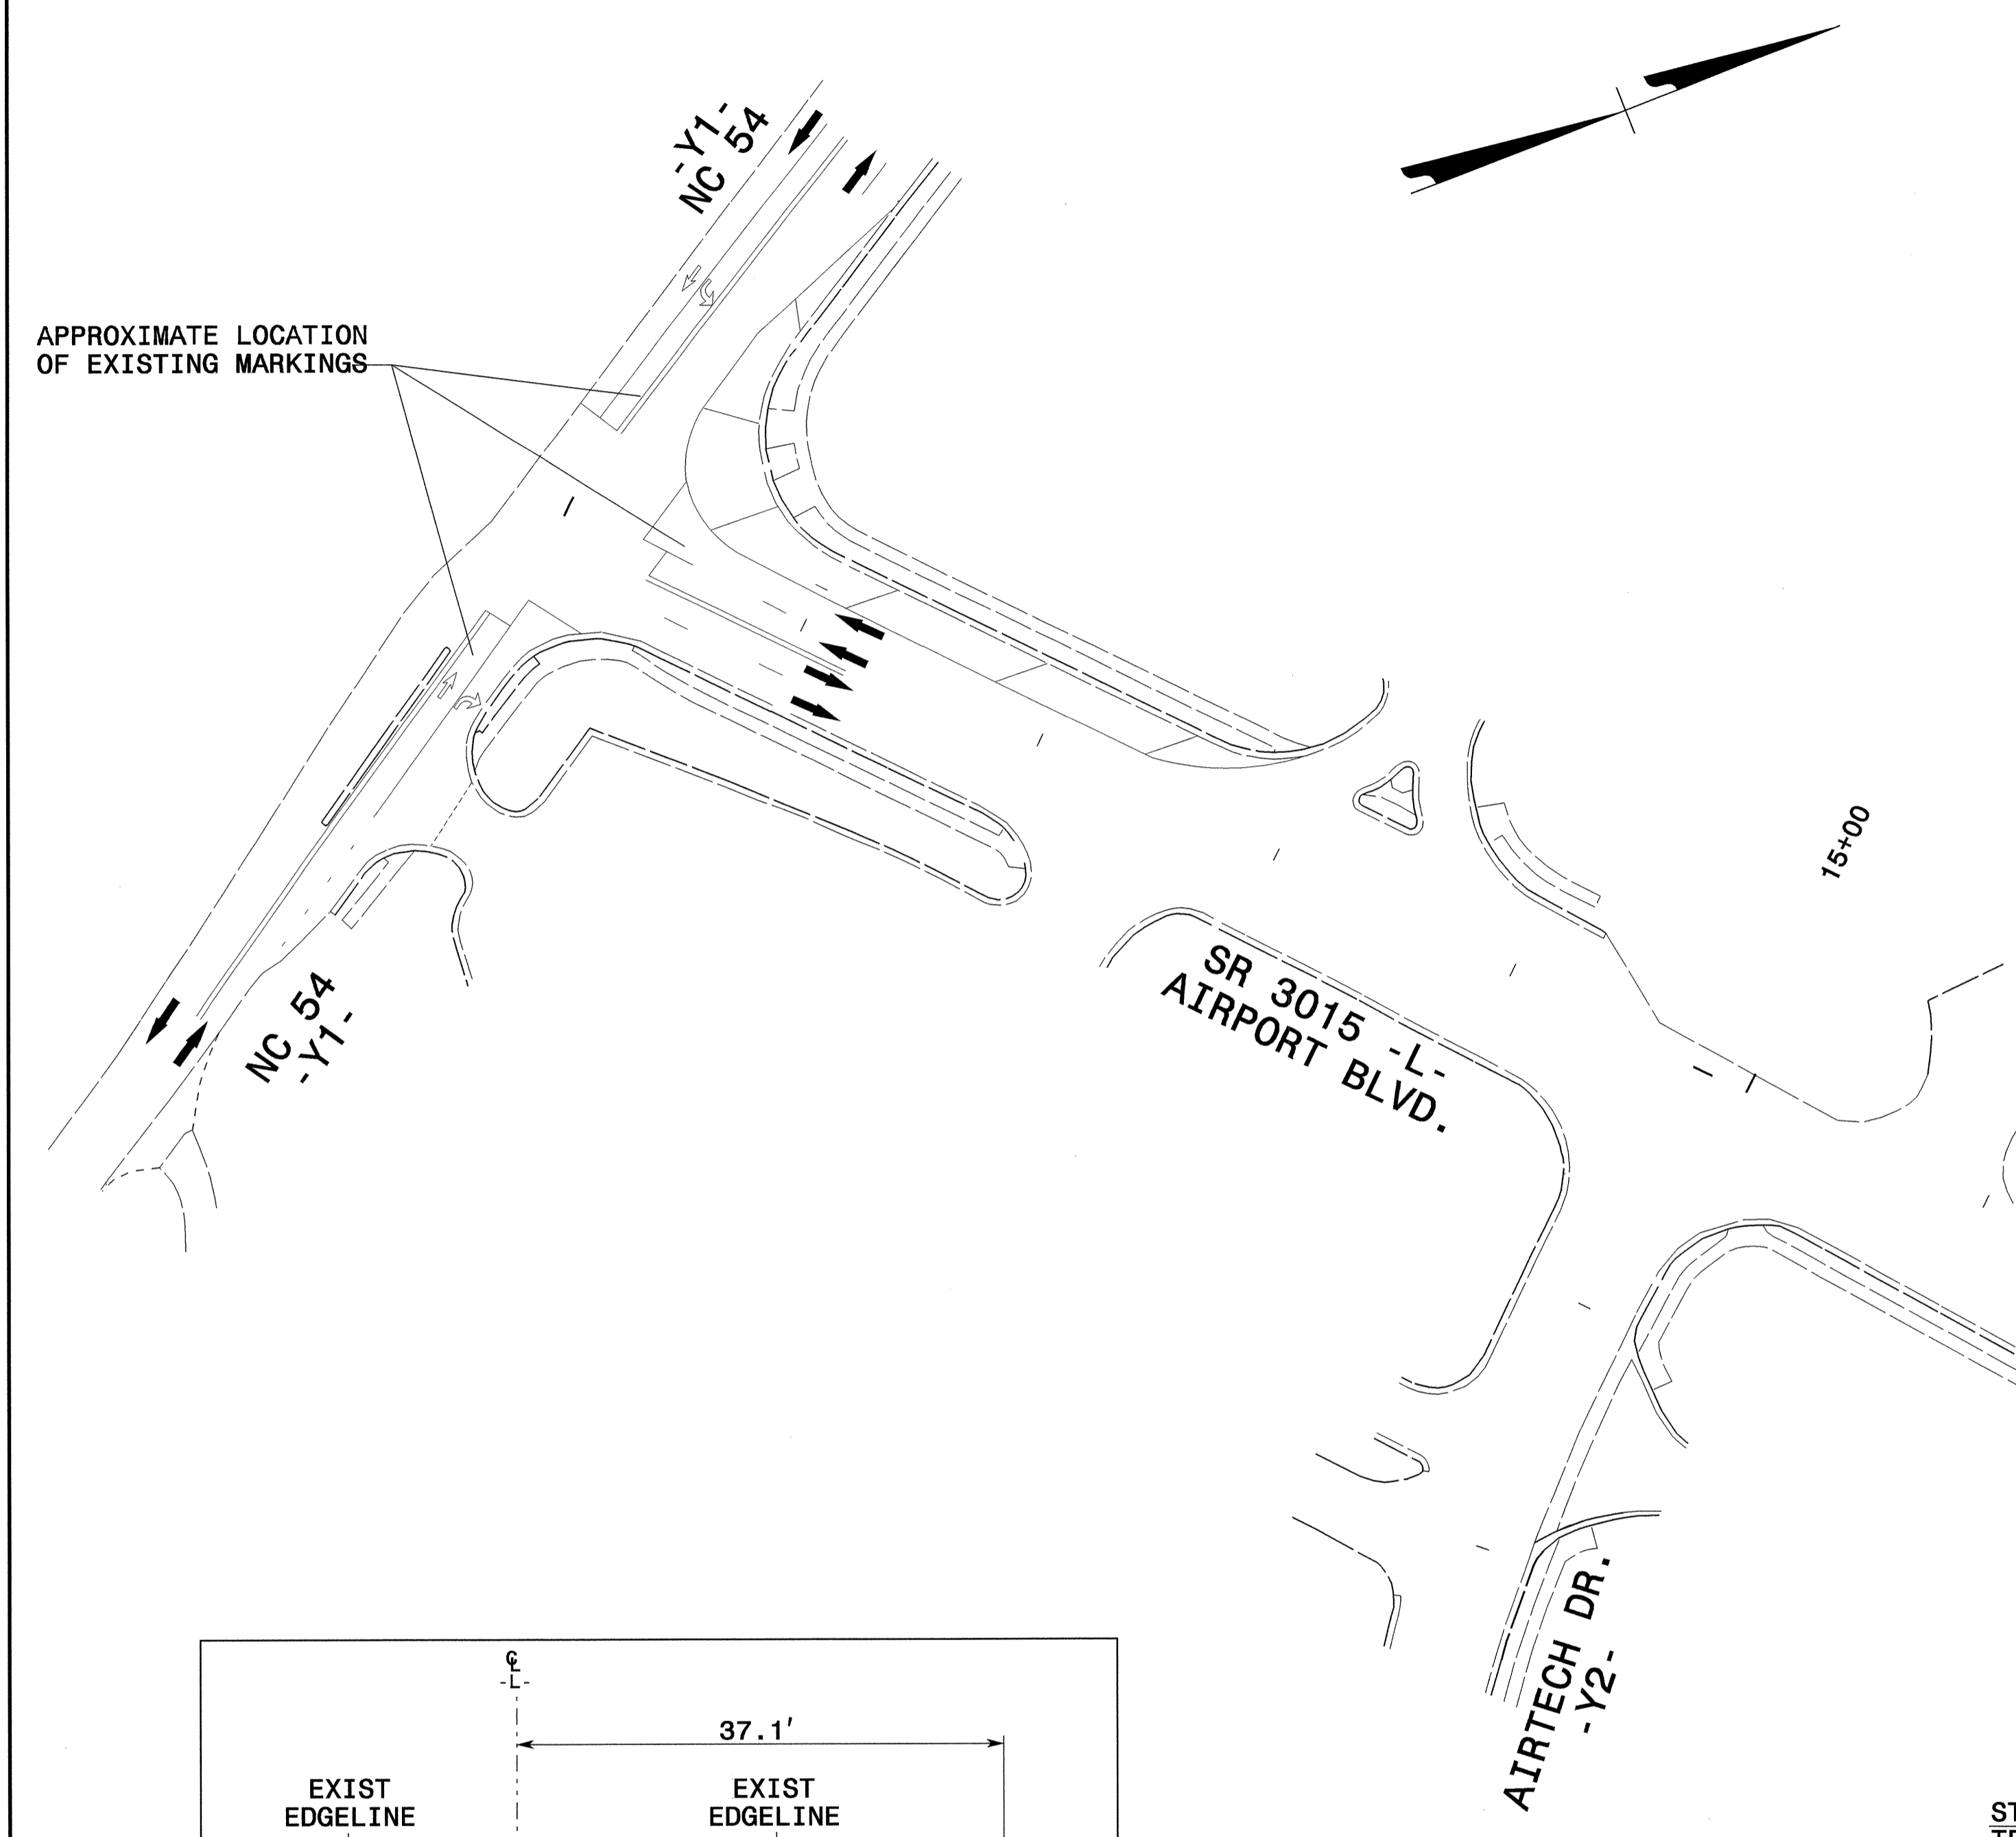 -Y1-
NC 54
APPROXIMATE LOCATION
OF EXISTING MARKINGS
15+00
SR 3015 -L-
AIRPORT BLVD.
NC 54
-Y1-
AIRTECH DR.
-Y2-
℄
-L-
37.1'
EXIST
EDGELINE
EXIST
EDGELINE
ST